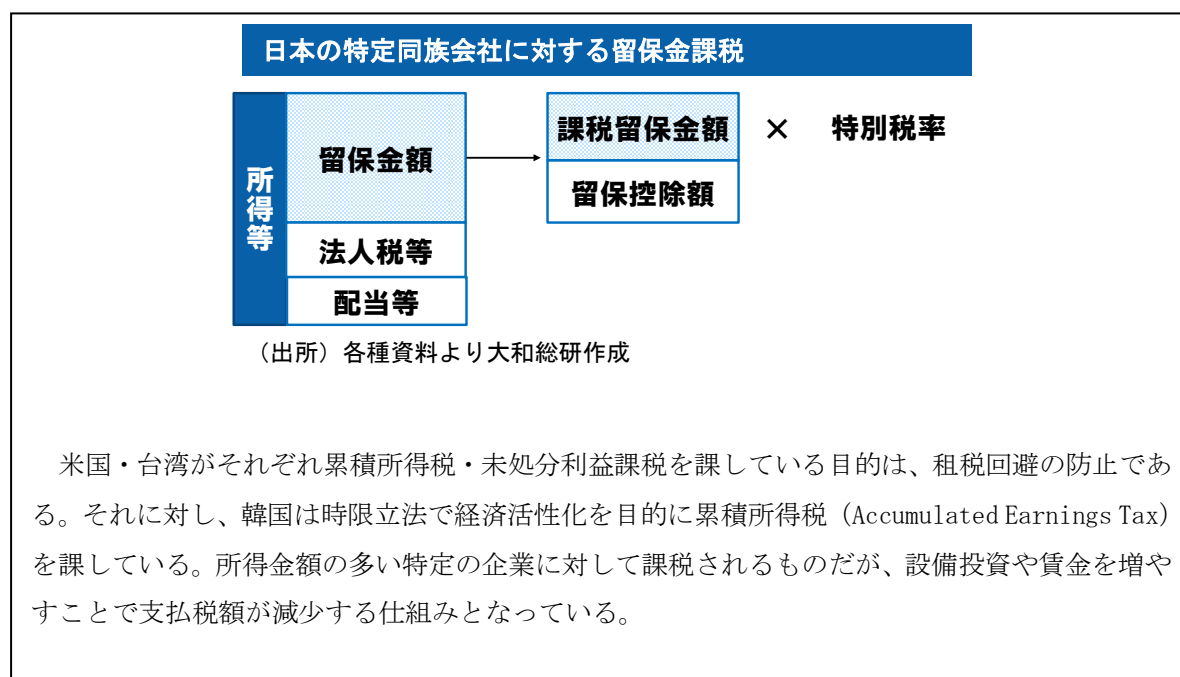 日本の特定同族会社に対する留保金課税
所得等
留保金額
法人税等
配当等
課税留保金額
留保控除額
× 特別税率
（出所）各種資料より大和総研作成
米国・台湾がそれぞれ累積所得税・未処分利益課税を課している目的は、租税回避の防止であ
る。それに対し、韓国は時限立法で経済活性化を目的に累積所得税（Accumulated Earnings Tax）
を課している。所得金額の多い特定の企業に対して課税されるものだが、設備投資や賃金を増や
すことで支払税額が減少する仕組みとなっている。